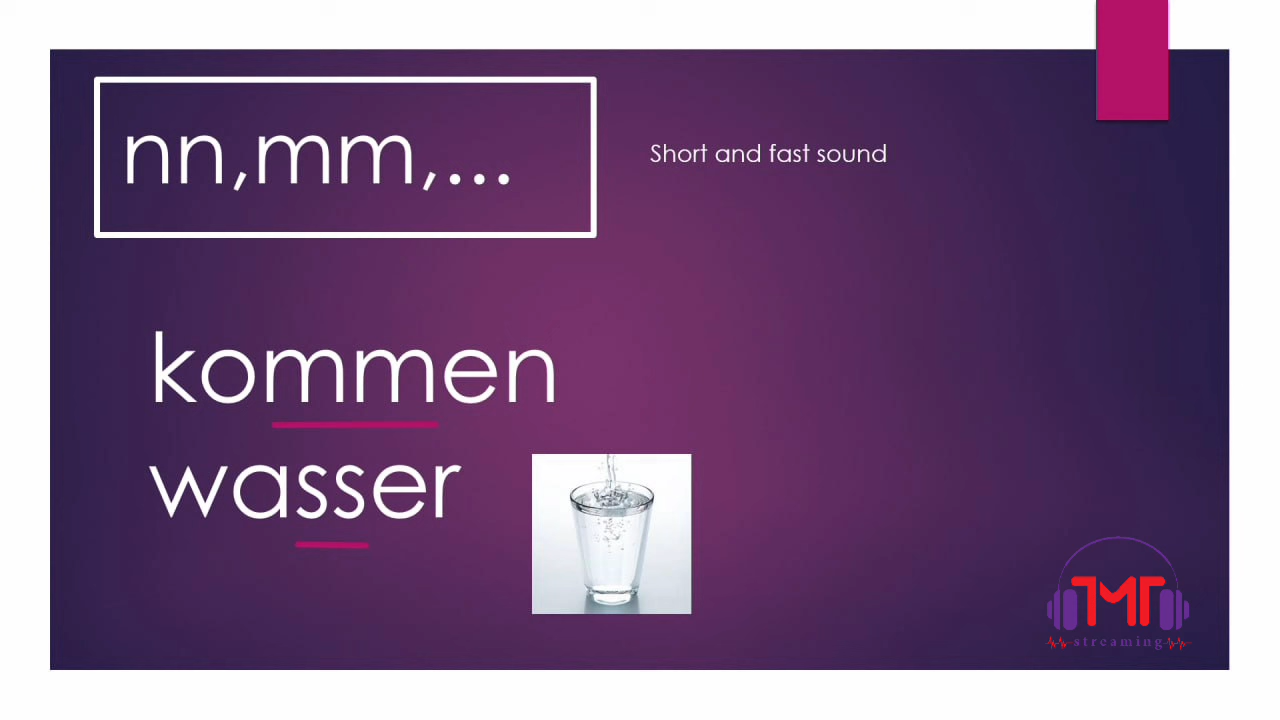 nn,mm,...
Short and fast sound
kommen
wasser
TMT
streaming